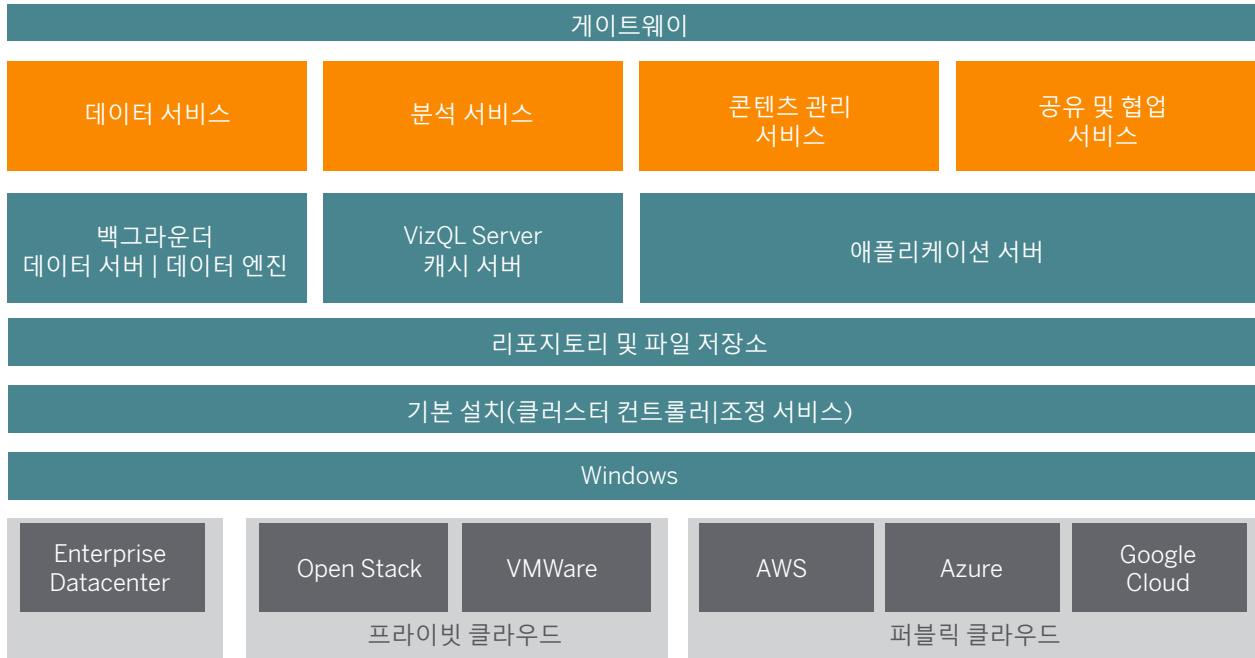 게이트웨이
데이터 서비스
분석 서비스
콘텐츠 관리
서비스
공유 및 협업
서비스
백그라운더
데이터 서버 | 데이터 엔진
VizQL Server
캐시 서버
애플리케이션 서버
리포지토리 및 파일 저장소
기본 설치(클러스터 컨트롤러|조정 서비스)
Windows
Enterprise
Datacenter
Open Stack
VMWare
프라이빗 클라우드
AWS
Azure
Google
Cloud
퍼블릭 클라우드